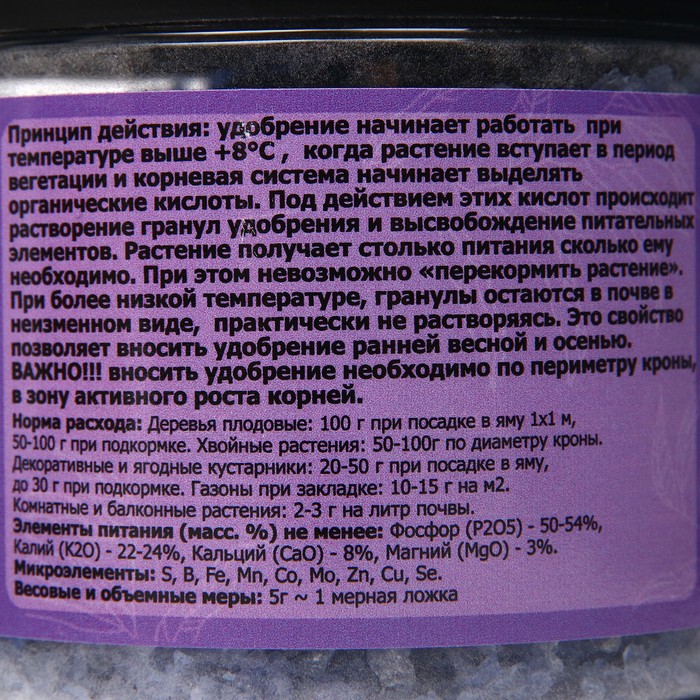 Принцип действия: удобрение начинает работать при
температуре выше +8°С , когда растение вступает в период
вегетации и корневая система начинает выделять
органические кислоты. Под действием этих кислот происходит
растворение гранул удобрения и высвобождение питательных
элементов. Растение получает столько питания сколько ему
необходимо. При этом невозможно «перекормить растение».
При более низкой температуре, гранулы остаются в почве в
неизменном виде, практически не растворяясь. Это свойство
позволяет вносить удобрение ранней весной и осенью.
ВАЖНО!!! вносить удобрение необходимо по периметру кроны,
в зону активного роста корней.
Норма расхода: Деревья плодовые: 100 г при посадке в яму 1х1 м,
50-100 г при подкормке. Хвойные растения: 50-100г по диаметру кроны.
Декоративные и ягодные кустарники: 20-50 г при посадке в яму,
до 30 г при подкормке. Газоны при закладке: 10-15 г на м2.
Комнатные и балконные растения: 2-3 г на литр почвы.
Элементы питания (масс. %) не менее: Фосфор (P2O5) - 50-54%,
Калий (K2O) - 22-24%, Кальций (CaO) - 8%, Магний (MgO) - 3%.
Микроэлементы: S, B, Fe, Mn, Co, Mo, Zn, Cu, Se.
Весовые и объемные меры: 5г ~ 1 мерная ложка